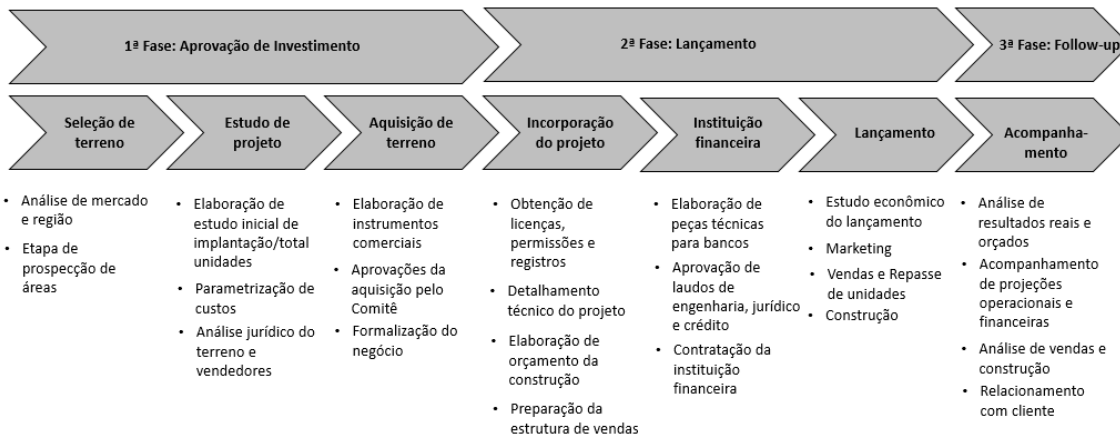 1ª Fase: Aprovação de Investimento
2ª Fase: Lançamento
3ª Fase: Follow-up
Seleção de
terreno
Estudo de
projeto
Aquisição de
terreno
Incorporação
do projeto
Instituição
financeira
Lançamento
Acompanha-
mento
• Análise de mercado
e região
• Etapa de
prospecção de
áreas
• Elaboração de
estudo inicial de
implantação/total
unidades
• Parametrização de
custos
• Análise jurídico do
terreno e
vendedores
• Elaboração de
instrumentos
comerciais
• Aprovações da
aquisição pelo
Comitê
• Formalização do
negócio
• Obtenção de
licenças,
permissões e
registros
• Detalhamento
técnico do projeto
• Elaboração de
orçamento da
construção
• Preparação da
estrutura de vendas
• Elaboração de
peças técnicas
para bancos
• Aprovação de
laudos de
engenharia, jurídico
e crédito
• Contratação da
instituição
financeira
• Estudo econômico
do lançamento
• Marketing
• Vendas e Repasse
de unidades
• Construção
• Análise de
resultados reais e
orçados
• Acompanhamento
de projeções
operacionais e
financeiras
• Análise de vendas e
construção
• Relacionamento
com cliente